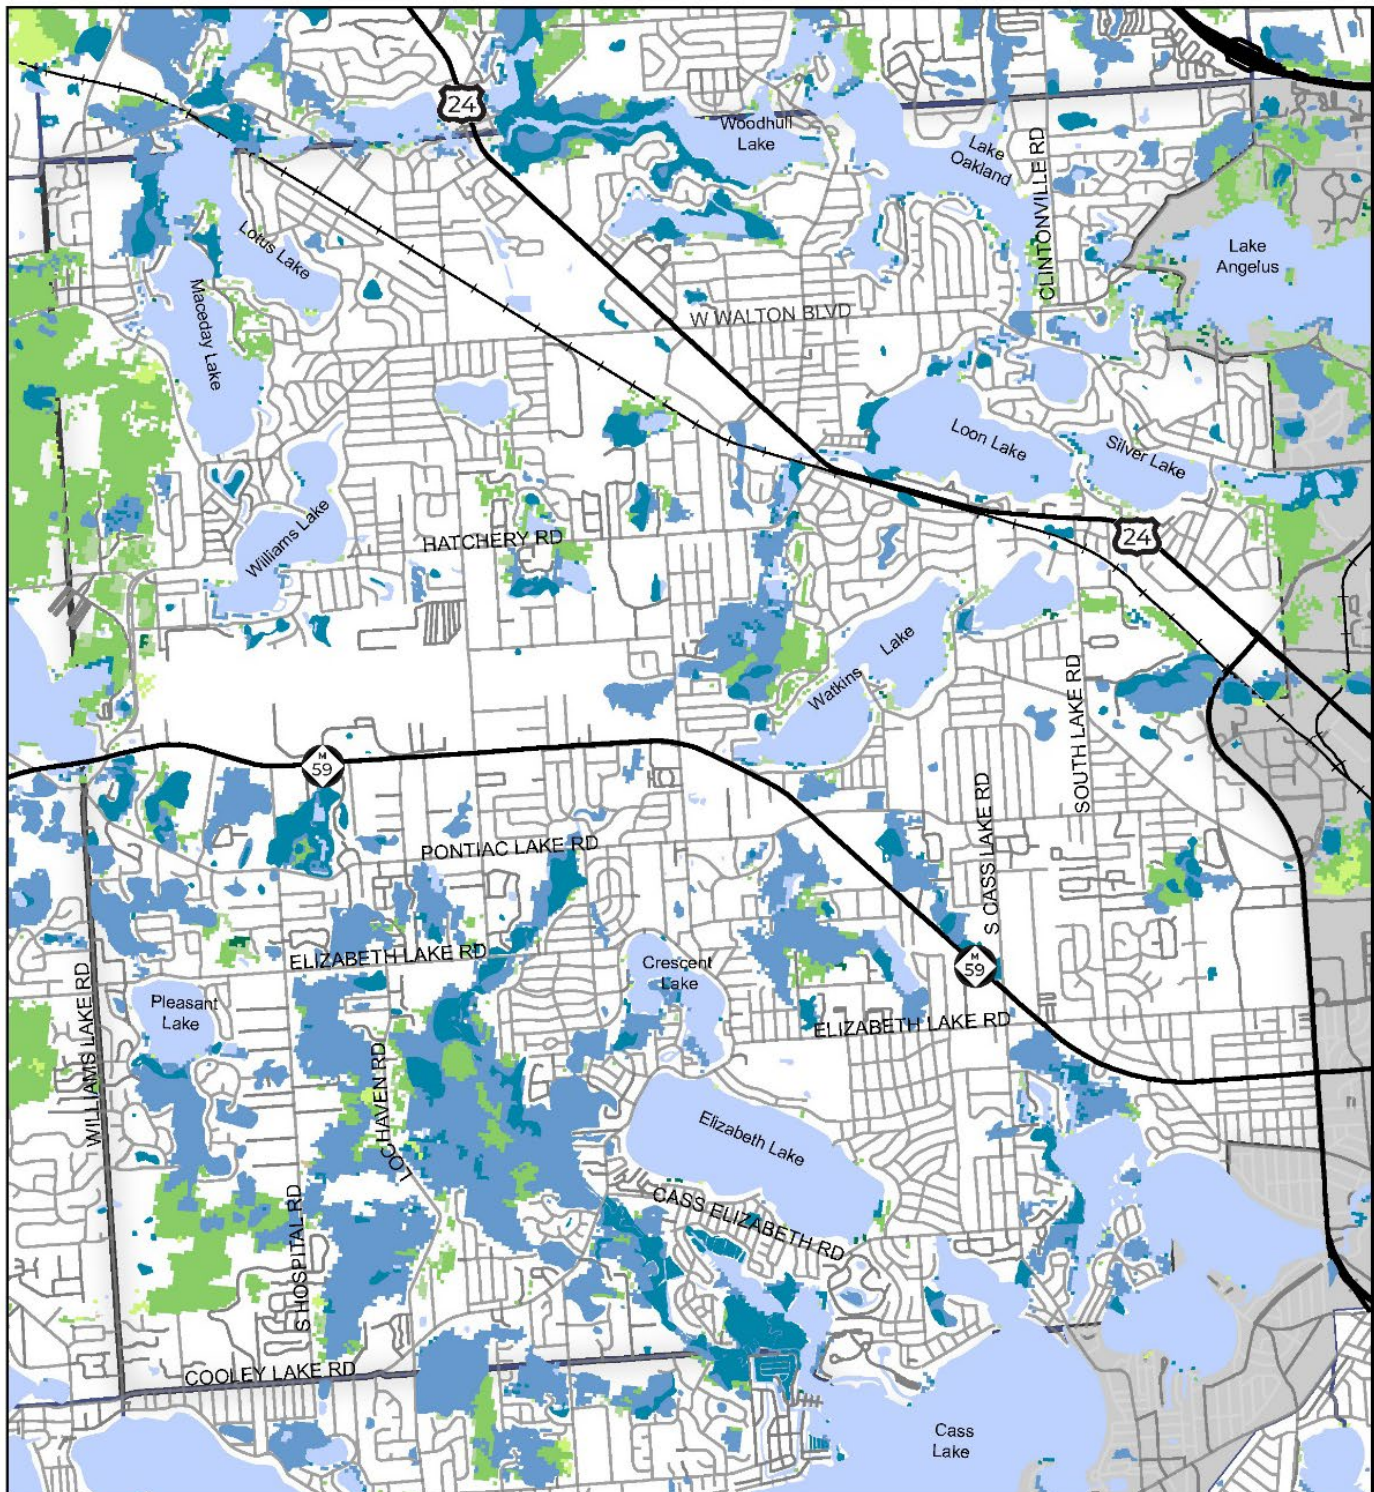 24
Woodhull
Lake
Lake
Oakland
CLINTONVILLE RD
Lotus Lake
Lake
Angelus
Maceday Lake
W WALTON BLVD
Loon Lake
Silver Lake
Williams Lake
HATCHERY RD
24
Watkins
Lake
SOUTH LAKE RD
M
59
S CASS LAKE RD
PONTIAC LAKE RD
ELIZABETH LAKE RD
Crescent
Lake
M
59
Pleasant
Lake
ELIZABETH LAKE RD
WILLIAMS LAKE RD
LOCHAVEN RD
Elizabeth Lake
CASS ELIZABETH RD
S HOSPITAL RD
COOLEY LAKE RD
Cass
Lake